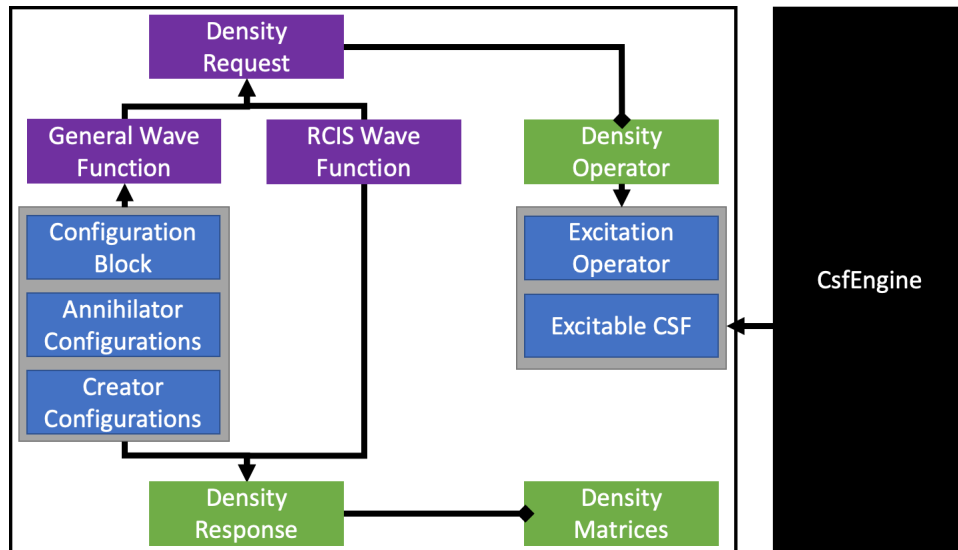 Density
Request
General Wave
Function
RCIS Wave
Function
Density
Operator
Configuration
Block
Annihilator
Configurations
Creator
Configurations
Excitation
Operator
Excitable CSF
CsfEngine
Density
Response
Density
Matrices